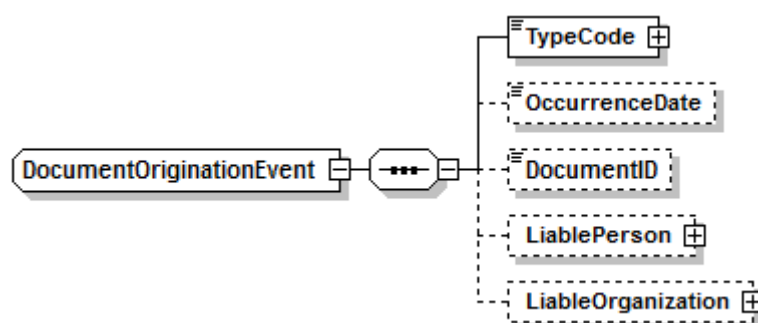 TypeCode
OccurrenceDate
DocumentOriginationEvent
DocumentID
LiablePerson
LiableOrganization